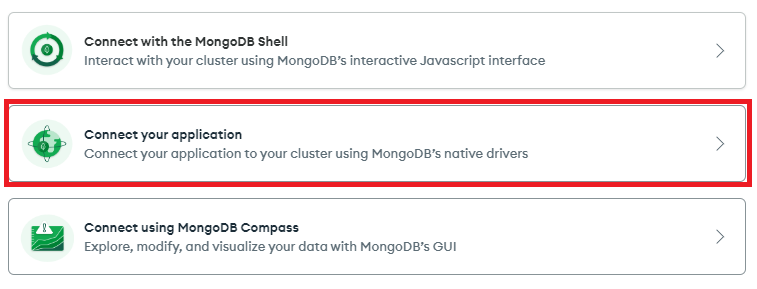 Connect with the MongoDB Shell
Interact with your cluster using MongoDB's interactive Javascript interface
Connect your application
Connect your application to your cluster using MongoDB's native drivers
Connect using MongoDB Compass
Explore, modify, and visualize your data with MongoDB's GUI